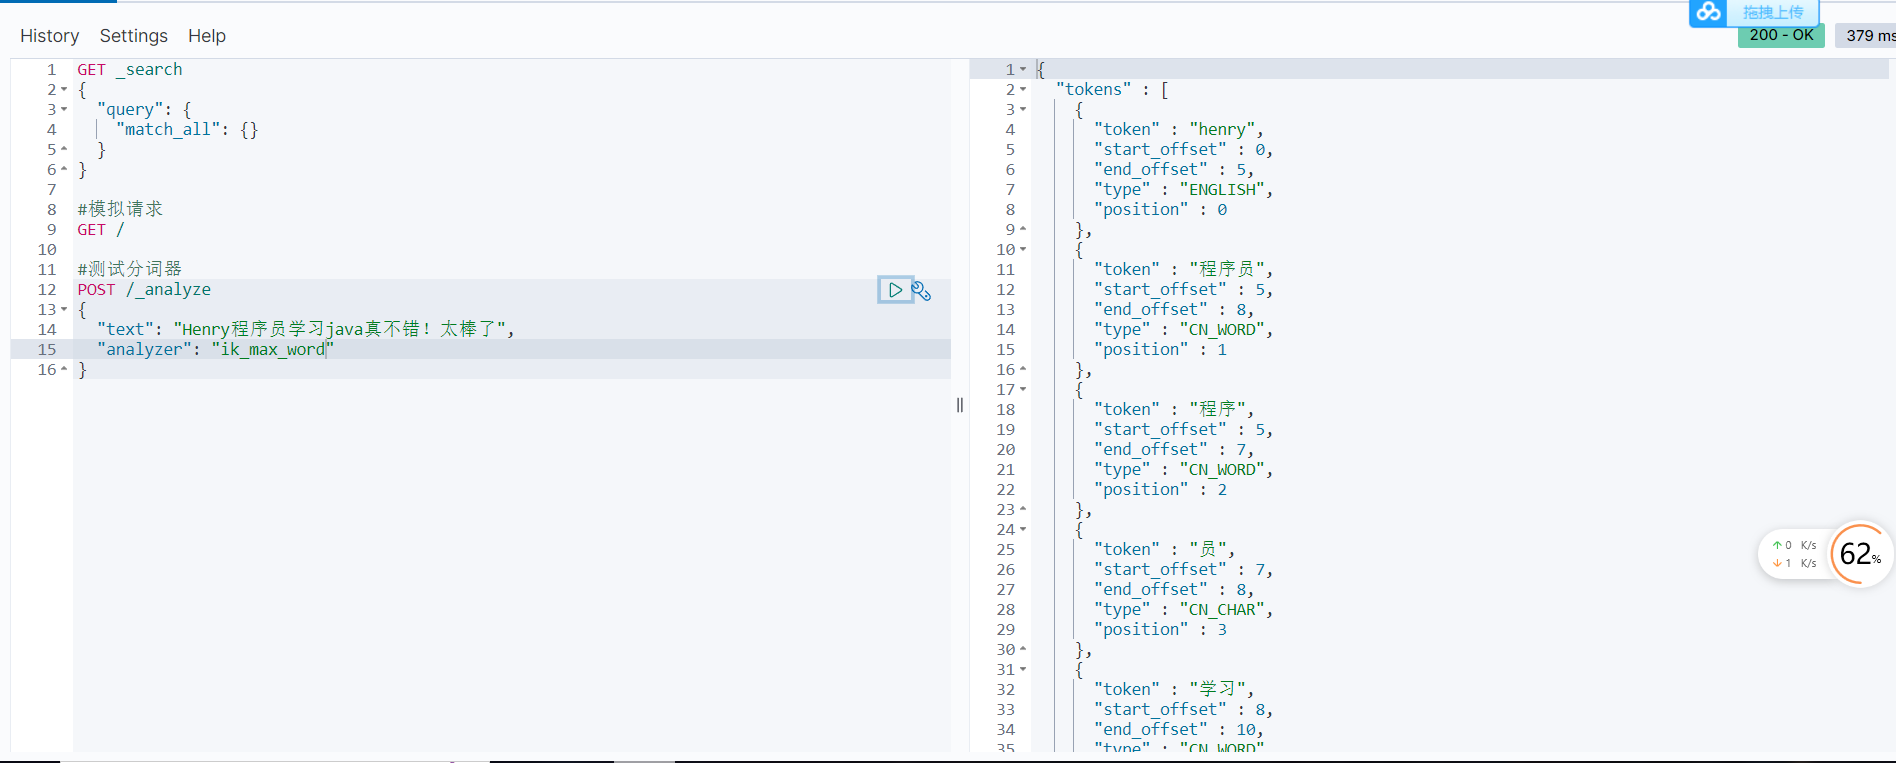 拖拽上传
History Settings Help
200 - OK 379 ms
1 GET _search
2 {
3 "query": {
4 "match_all": {}
5 }
6 }
7
8 #模拟请求
9 GET /
10
11 #测试分词器
12 POST /_analyze
13 {
14 "text": "Henry程序员学习java真不错！太棒了",
15 "analyzer": "ik_max_word"
16 }
1 {
2 "tokens" : [
3 {
4 "token" : "henry",
5 "start_offset" : 0,
6 "end_offset" : 5,
7 "type" : "ENGLISH",
8 "position" : 0
9 },
10 {
11 "token" : "程序员",
12 "start_offset" : 5,
13 "end_offset" : 8,
14 "type" : "CN_WORD",
15 "position" : 1
16 },
17 {
18 "token" : "程序",
19 "start_offset" : 5,
20 "end_offset" : 7,
21 "type" : "CN_WORD",
22 "position" : 2
23 },
24 {
25 "token" : "员",
26 "start_offset" : 7,
27 "end_offset" : 8,
28 "type" : "CN_CHAR",
29 "position" : 3
30 },
31 {
32 "token" : "学习",
33 "start_offset" : 8,
34 "end_offset" : 10,
35 "type" : "CN_WORD"
↑ 0 K/s
↓ 1 K/s
62%